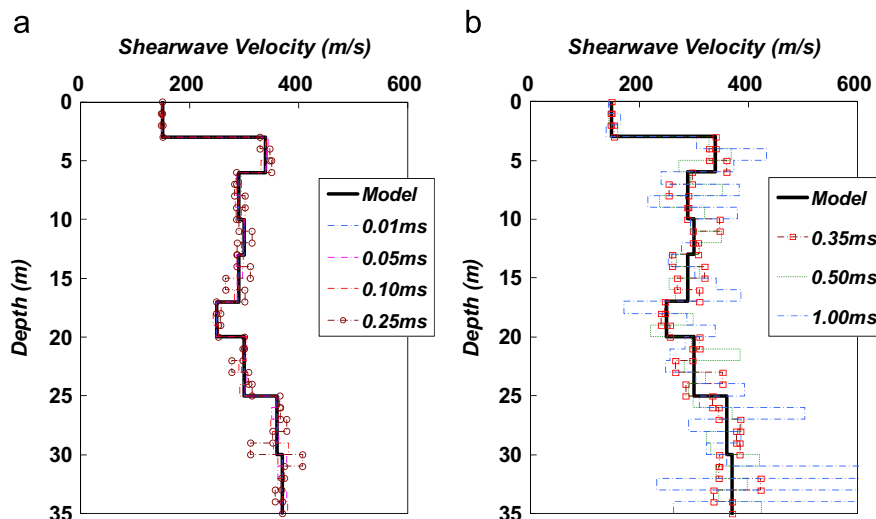 a
Shearwave Velocity (m/s)
0 200 400 600
Depth (m)
0
5
10
15
20
25
30
35
Model
0.01ms
0.05ms
0.10ms
0.25ms
b
Shearwave Velocity (m/s)
0 200 400 600
Depth (m)
0
5
10
15
20
25
30
35
Model
0.35ms
0.50ms
1.00ms